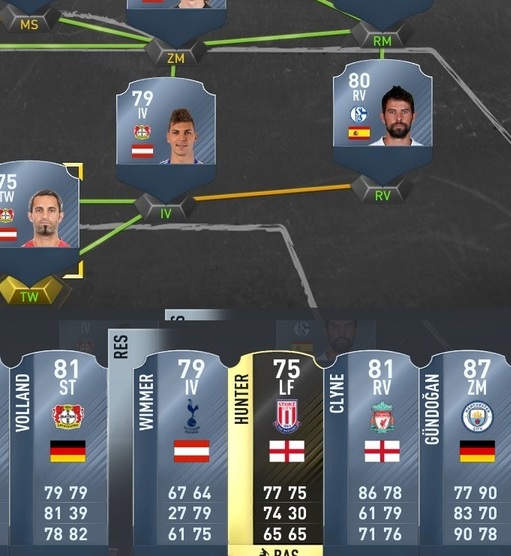 MS
ZM
RM
79
IV
80
RV
75
TW
IV
RV
TW
RES
VOLLAND
81
ST
79 79
81 39
78 82
WIMMER
79
IV
67 64
27 79
61 75
HUNTER
75
LF
77 75
74 30
65 65
BAS
CLYNE
81
RV
86 78
61 79
71 76
GÜNDOĞAN
87
ZM
77 90
83 70
90 78